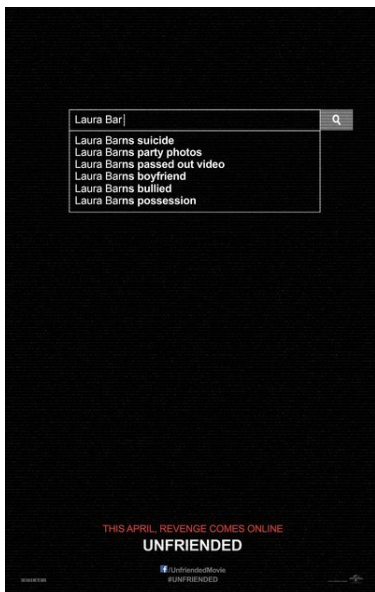 Laura Bar
Laura Barns suicide
Laura Barns party photos
Laura Barns passed out video
Laura Barns boyfriend
Laura Barns bullied
Laura Barns possession
THIS APRIL, REVENGE COMES ONLINE
UNFRIENDED
/UnfriendedMovie
#UNFRIENDED